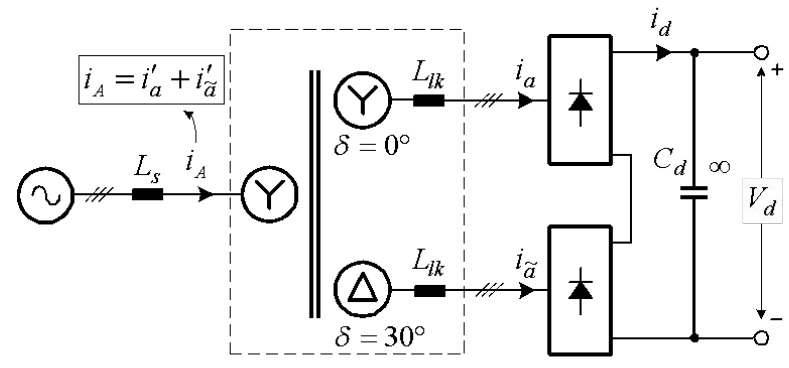 i_A = i'_a + i'_ã
L_s
i_A
L_lk
i_a
δ = 0°
i_d
+
C_d
∞
V_d
L_lk
i_ã
δ = 30°
−